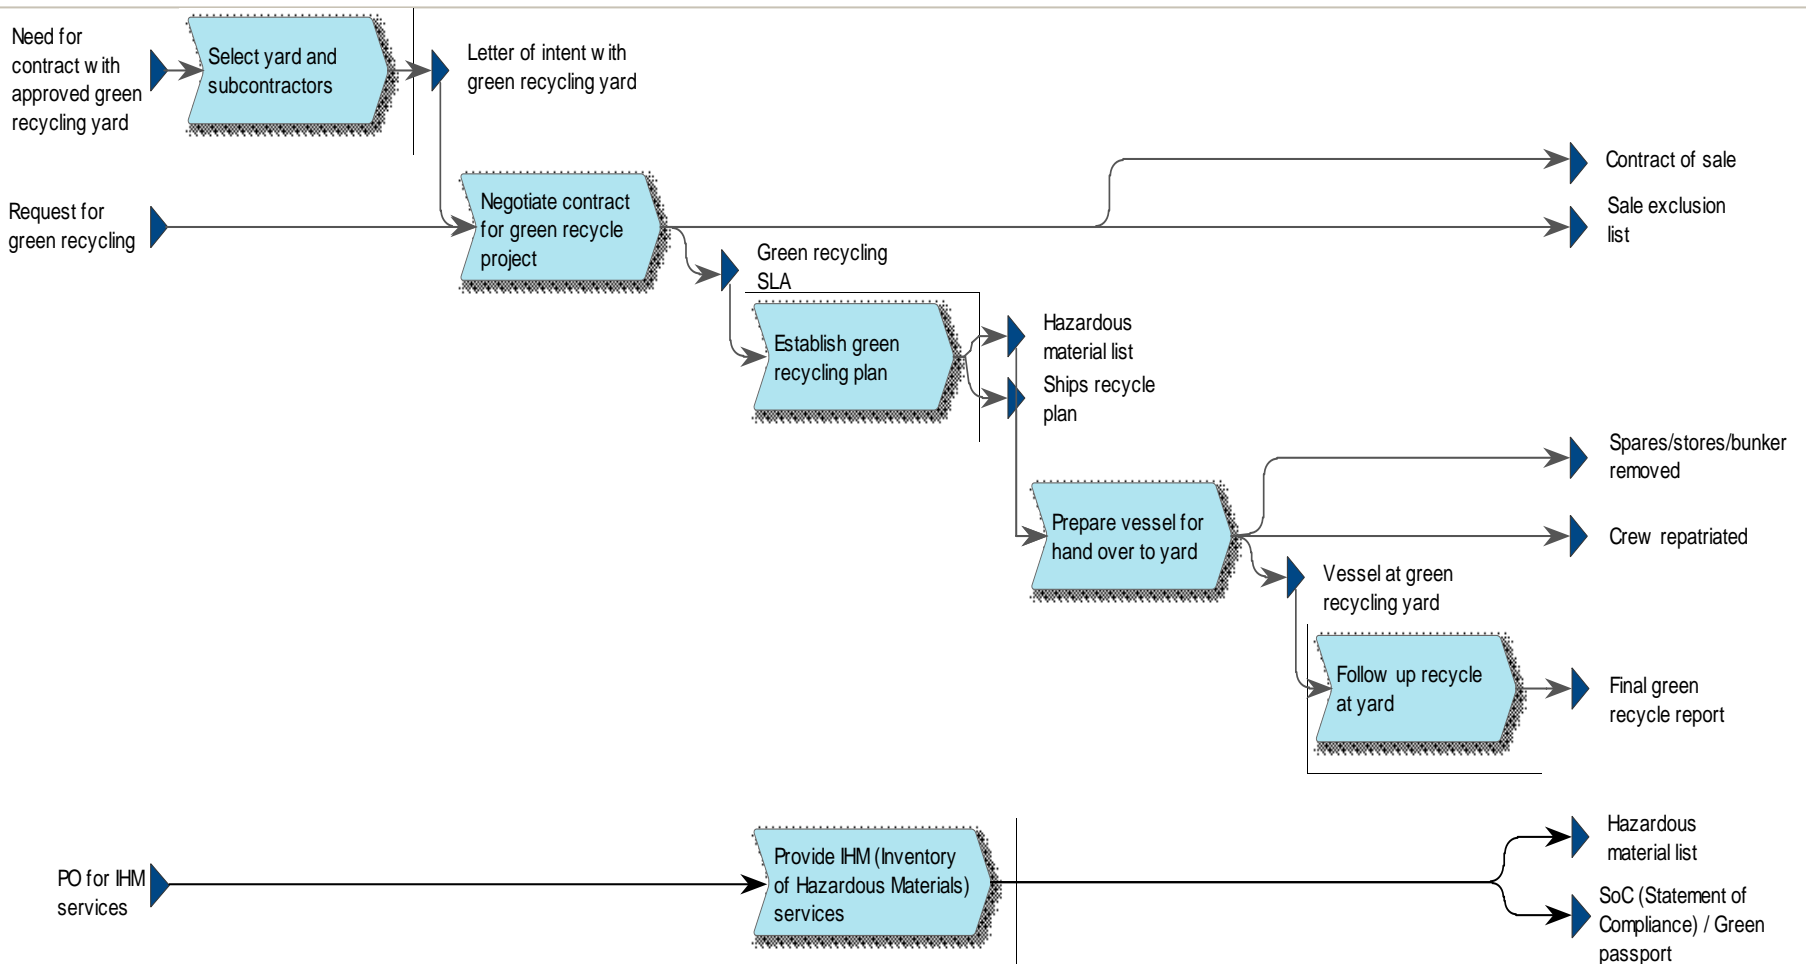 Need for
contract with
approved green
recycling yard
Select yard and
subcontractors
Letter of intent with
green recycling yard
Request for
green recycling
Negotiate contract
for green recycle
project
Contract of sale
Sale exclusion
list
Green recycling
SLA
Establish green
recycling plan
Hazardous
material list
Ships recycle
plan
Prepare vessel for
hand over to yard
Spares/stores/bunker
removed
Crew repatriated
Vessel at green
recycling yard
Follow up recycle
at yard
Final green
recycle report
PO for IHM
services
Provide IHM (Inventory
of Hazardous Materials)
services
Hazardous
material list
SoC (Statement of
Compliance) / Green
passport